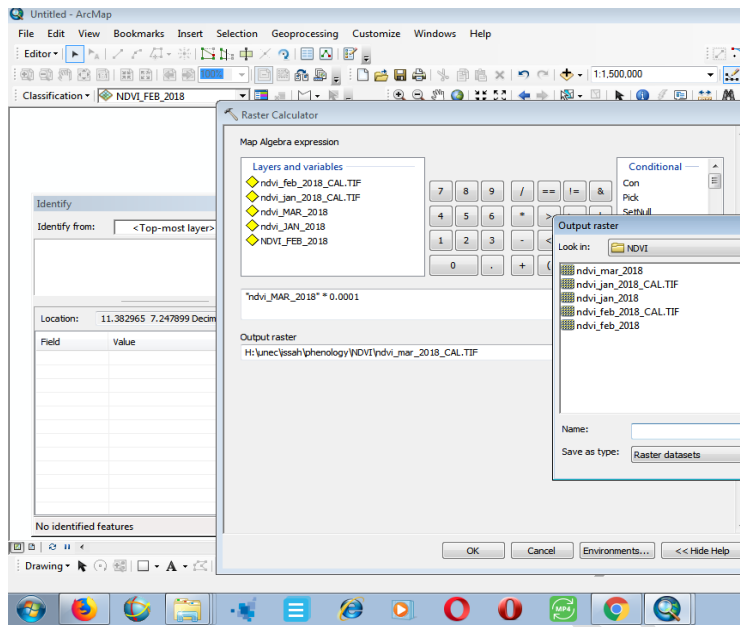 Untitled - ArcMap
File Edit View Bookmarks Insert Selection Geoprocessing Customize Windows Help
Editor
100% 1:1,500,000
Classification NDVI_FEB_2018
Raster Calculator
Map Algebra expression
Layers and variables
ndvi_feb_2018_CAL.TIF
ndvi_jan_2018_CAL.TIF
ndvi_MAR_2018
ndvi_JAN_2018
NDVI_FEB_2018
7 8 9 / == != &
4 5 6 * >
1 2 3 - <
0 . + (
Conditional
Con
Pick
SetNull
Identify
Identify from: <Top-most layer>
Location: 11.382965 7.247899 Decim
Field Value
No identified features
"ndvi_MAR_2018" * 0.0001
Output raster
H:\unec\issah\phenology\NDVI\ndvi_mar_2018_CAL.TIF
Output raster
Look in: NDVI
ndvi_mar_2018
ndvi_jan_2018_CAL.TIF
ndvi_jan_2018
ndvi_feb_2018_CAL.TIF
ndvi_feb_2018
Name:
Save as type: Raster datasets
OK Cancel Environments... << Hide Help
Drawing A
MP4